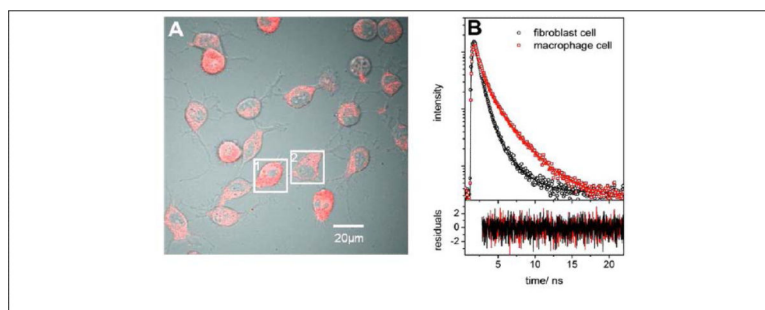 A
1
2
20µm
B
fibroblast cell
macrophage cell
intensity
residuals
2
0
-2
5 10 15 20
time/ ns